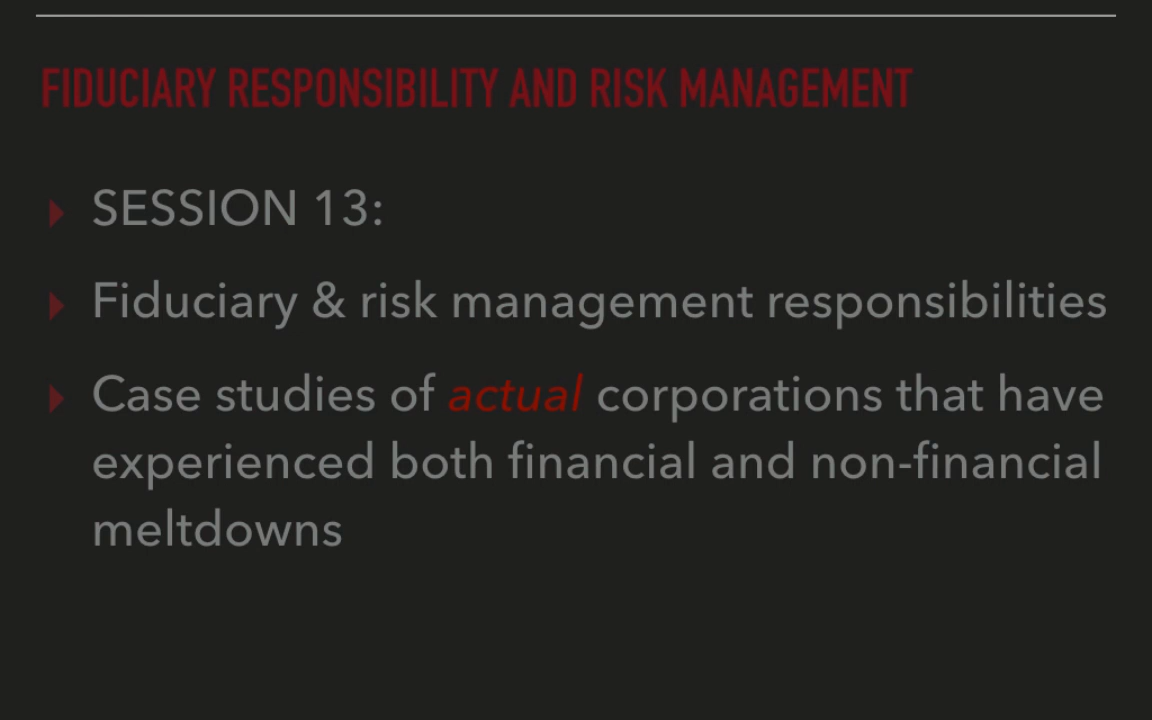 FIDUCIARY RESPONSIBILITY AND RISK MANAGEMENT
SESSION 13:
Fiduciary & risk management responsibilities
Case studies of actual corporations that have
experienced both financial and non-financial
meltdowns